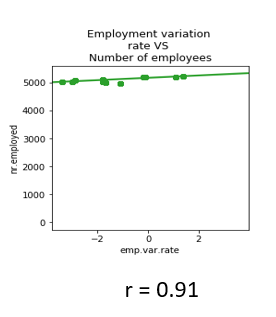 Employment variation
rate VS
Number of employees
nr.employed
5000
4000
3000
2000
1000
0
−2
0
2
emp.var.rate
r = 0.91